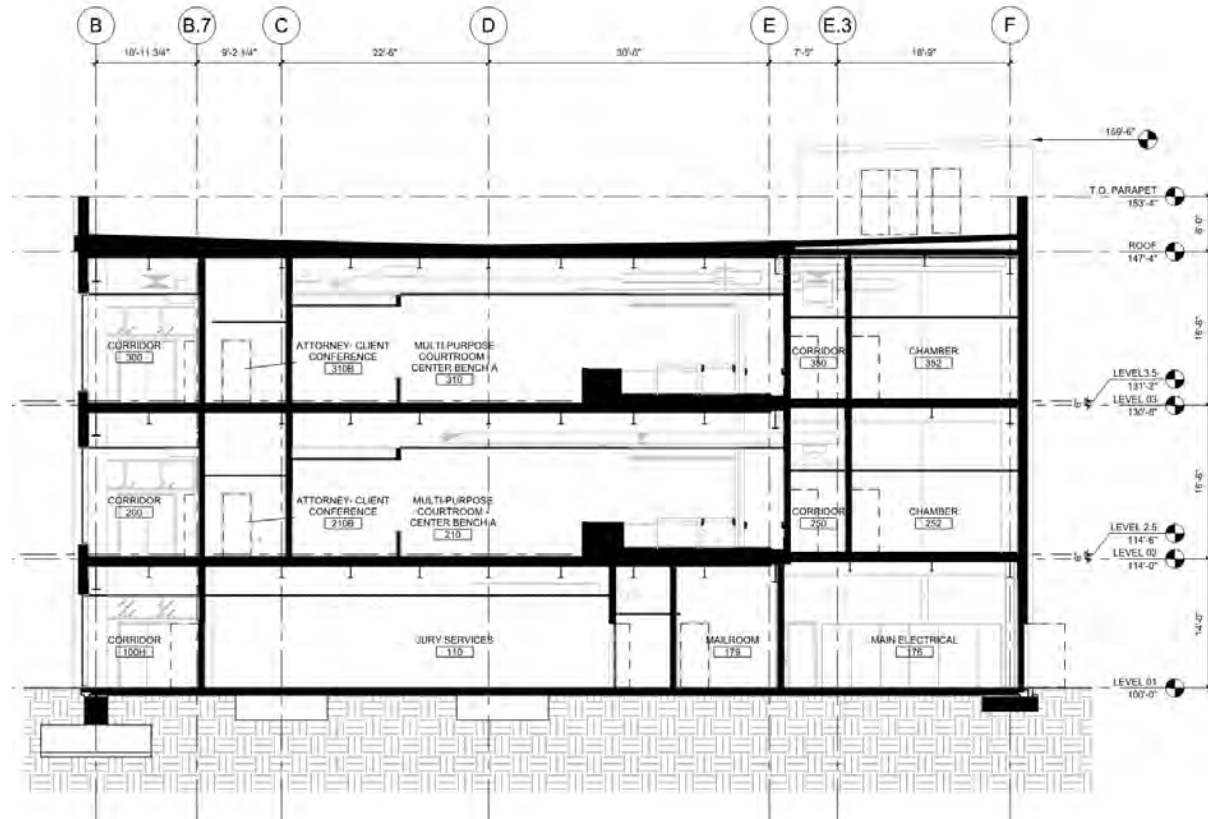 B
B.7
C
D
E
E.3
F
10'-11 3/4"
9'-2 1/4"
22'-6"
30'-8"
7'-5"
18'-9"
159'-6"
T.O. PARAPET
153'-4"
6'-0"
ROOF
147'-4"
CORRIDOR
300
ATTORNEY- CLIENT
CONFERENCE
310B
MULTI-PURPOSE
COURTROOM -
CENTER BENCH A
310
CORRIDOR
350
CHAMBER
352
16'-8"
LEVEL 3.5
131'-2"
6"
LEVEL 03
130'-8"
CORRIDOR
200
ATTORNEY- CLIENT
CONFERENCE
210B
MULTI-PURPOSE
COURTROOM -
CENTER BENCH A
210
CORRIDOR
250
CHAMBER
252
16'-8"
LEVEL 2.5
114'-6"
6"
LEVEL 02
114'-0"
CORRIDOR
100H
JURY SERVICES
110
MAILROOM
179
MAIN ELECTRICAL
176
14'-0"
LEVEL 01
100'-0"